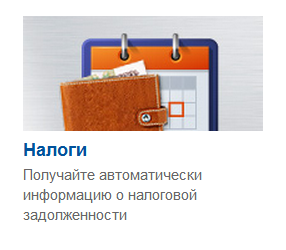 Налоги
Получайте автоматически
информацию о налоговой
задолженности